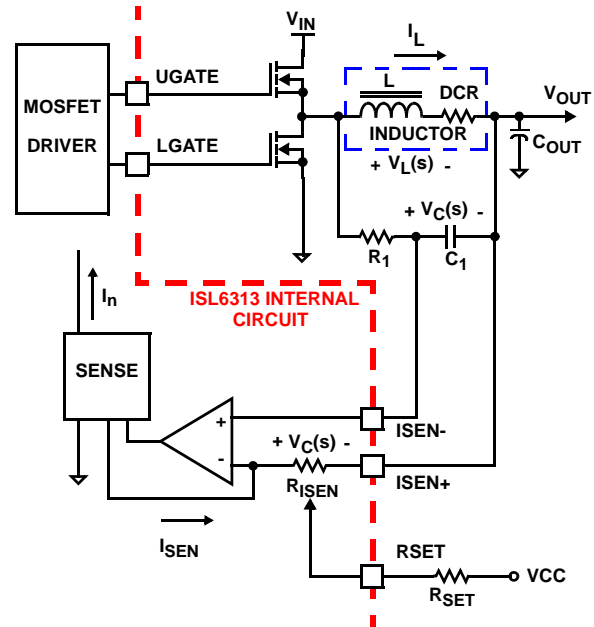 VIN
IL
UGATE
L
DCR
MOSFET
DRIVER
VOUT
LGATE
INDUCTOR
COUT
+ VL(s) -
+ VC(s) -
R1
C1
In
ISL6313 INTERNAL
CIRCUIT
SENSE
+
ISEN-
-
+ VC(s) -
RISEN
ISEN+
ISEN
RSET
VCC
RSET